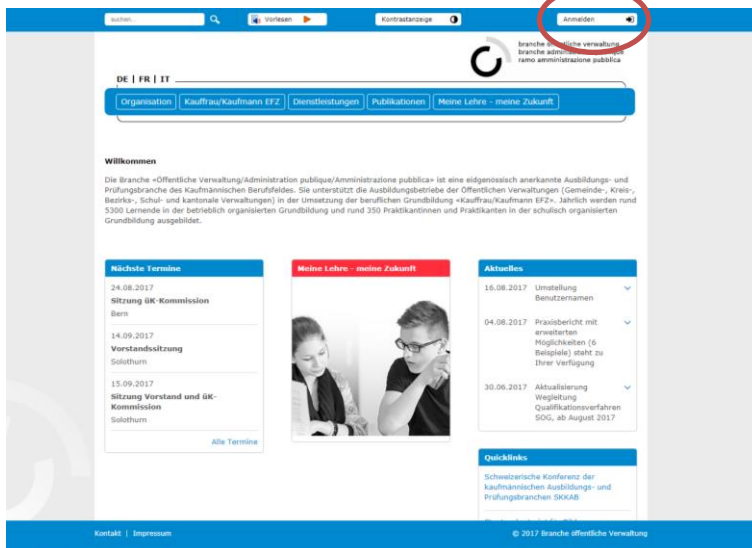 suchen..
Vorlesen
Kontrastanzeige
Anmelden
branche öffentliche verwaltung
branche administration publique
ramo amministrazione pubblica
DE | FR | IT
Organisation
Kauffrau/Kaufmann EFZ
Dienstleistungen
Publikationen
Meine Lehre - meine Zukunft
Willkommen
Die Branche «Öffentliche Verwaltung/Administration publique/Amministrazione pubblica» ist eine eidgenössisch anerkannte Ausbildungs- und
Prüfungsbranche des Kaufmännischen Berufsfeldes. Sie unterstützt die Ausbildungsbetriebe der Öffentlichen Verwaltungen (Gemeinde-, Kreis-,
Bezirks-, Schul- und kantonale Verwaltungen) in der Umsetzung der beruflichen Grundbildung «Kauffrau/Kaufmann EFZ». Jährlich werden rund
5300 Lernende in der betrieblich organisierten Grundbildung und rund 350 Praktikantinnen und Praktikanten in der schulisch organisierten
Grundbildung ausgebildet.
Nächste Termine
24.08.2017
Sitzung üK-Kommission
Bern
14.09.2017
Vorstandssitzung
Solothurn
15.09.2017
Sitzung Vorstand und üK-
Kommission
Solothurn
Alle Termine
Meine Lehre - meine Zukunft
Aktuelles
16.08.2017 Umstellung
Benutzernamen
04.08.2017 Praxisbericht mit
erweiterten
Möglichkeiten (6
Beispiele) steht zu
Ihrer Verfügung
30.06.2017 Aktualisierung
Wegleitung
Qualifikationsverfahren
SOG, ab August 2017
Quicklinks
Schweizerische Konferenz der
kaufmännischen Ausbildungs- und
Prüfungsbranchen SKKAB
Kontakt | Impressum
© 2017 Branche öffentliche Verwaltung